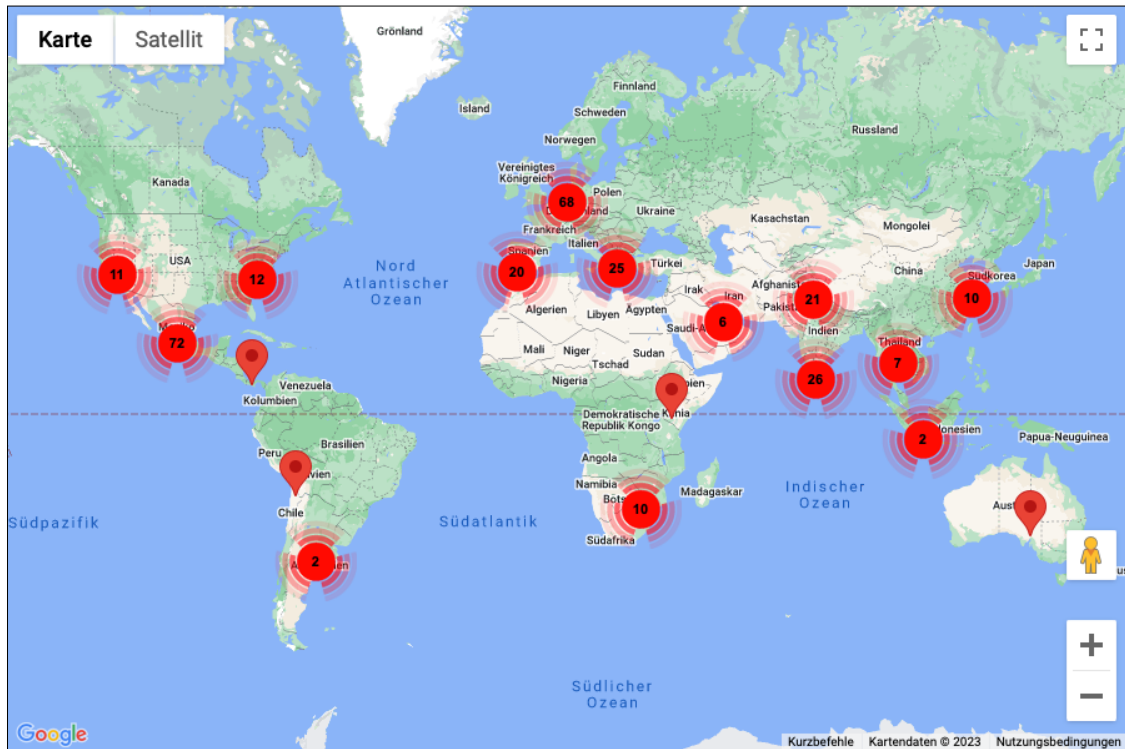 Karte
Satellit
Grönland
Island
Finnland
Schweden
Norwegen
Russland
Kanada
Vereinigtes
Königreich
Polen
68
Ukraine
Frankreich
Kasachstan
Mongolei
Italien
Spanien
USA
11
12
20
25
Türkei
Nord
Atlantischer
Ozean
China
Japan
Südkorea
10
Irak
Iran
21
Algerien
Libyen
Ägypten
6
Indien
72
Mali
Niger
Tschad
Sudan
Thailand
7
26
Venezuela
Kolumbien
Nigeria
Kenia
Demokratische
Republik Kongo
2
Papua-Neuguinea
Peru
Brasilien
Angola
Namibia
Madagaskar
Indischer
Ozean
10
Chile
Südpazifik
Südatlantik
Südafrika
2
Südlicher
Ozean
Google
Kurzbefehle
Kartendaten © 2023
Nutzungsbedingungen